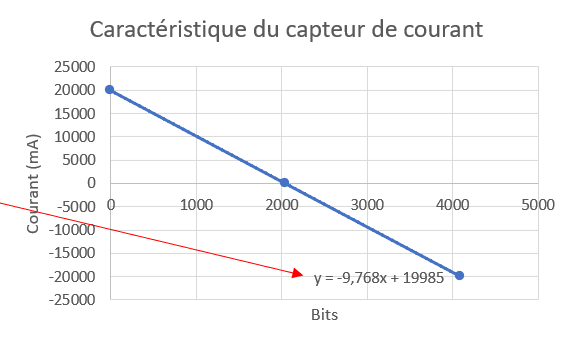 Caractéristique du capteur de courant
25000
20000
15000
10000
5000
0
-5000
-10000
-15000
-20000
-25000
Courant (mA)
0 1000 2000 3000 4000 5000
y = -9,768x + 19985
Bits